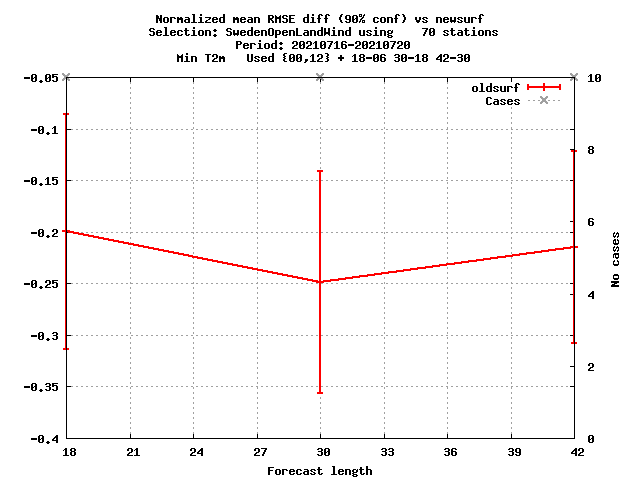 Normalized mean RMSE diff (90% conf) vs newsurf
Selection: SwedenOpenLandWind using 70 stations
Period: 20210716-20210720
Min T2m Used {00,12} + 18-06 30-18 42-30
oldsurf
Cases
-0.05
-0.1
-0.15
-0.2
-0.25
-0.3
-0.35
-0.4
10
8
6
4
2
0
No cases
18 21 24 27 30 33 36 39 42
Forecast length